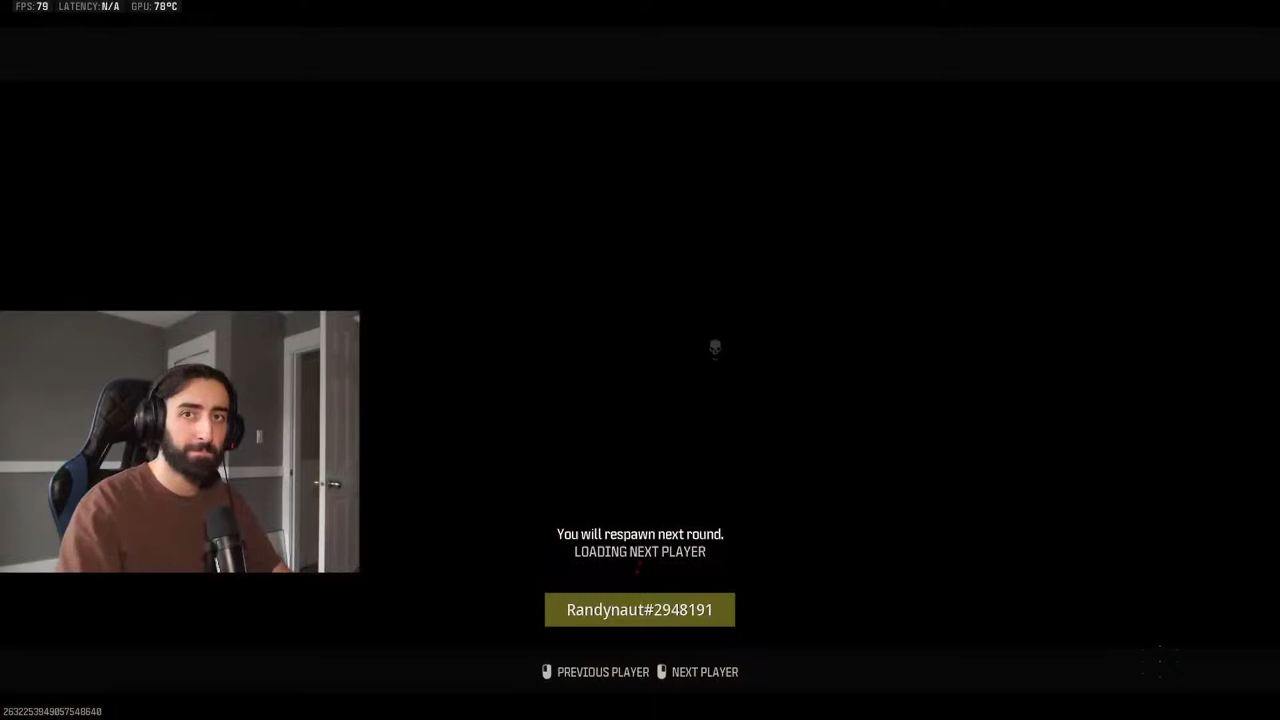 FPS: 79 LATENCY: N/A GPU: 78°C
You will respawn next round.
LOADING NEXT PLAYER
Randynaut#2948191
PREVIOUS PLAYER NEXT PLAYER
2632253949057548640